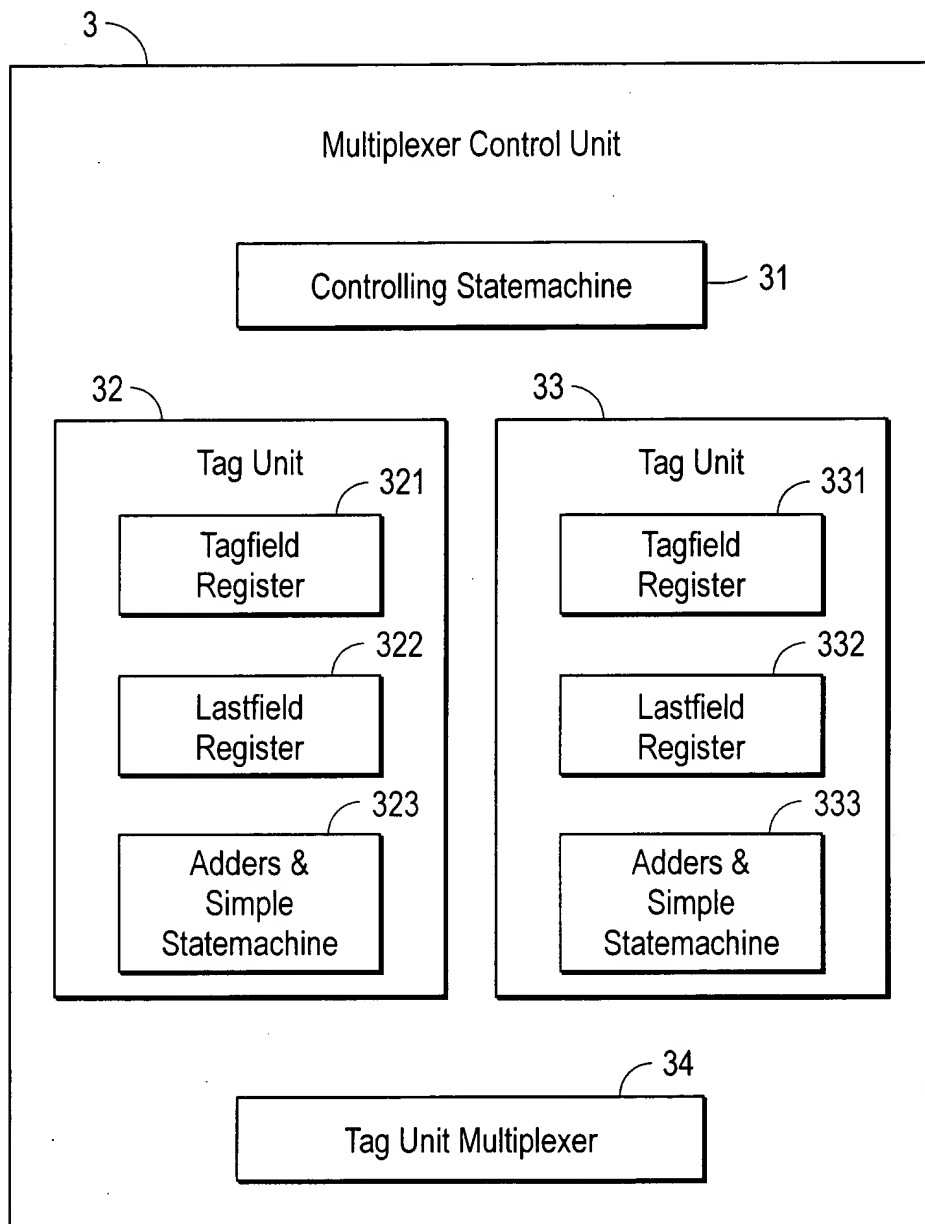 3
Multiplexer Control Unit
Controlling Statemachine
31
32
Tag Unit
321
Tagfield
Register
322
Lastfield
Register
323
Adders &
Simple
Statemachine
33
Tag Unit
331
Tagfield
Register
332
Lastfield
Register
333
Adders &
Simple
Statemachine
34
Tag Unit Multiplexer